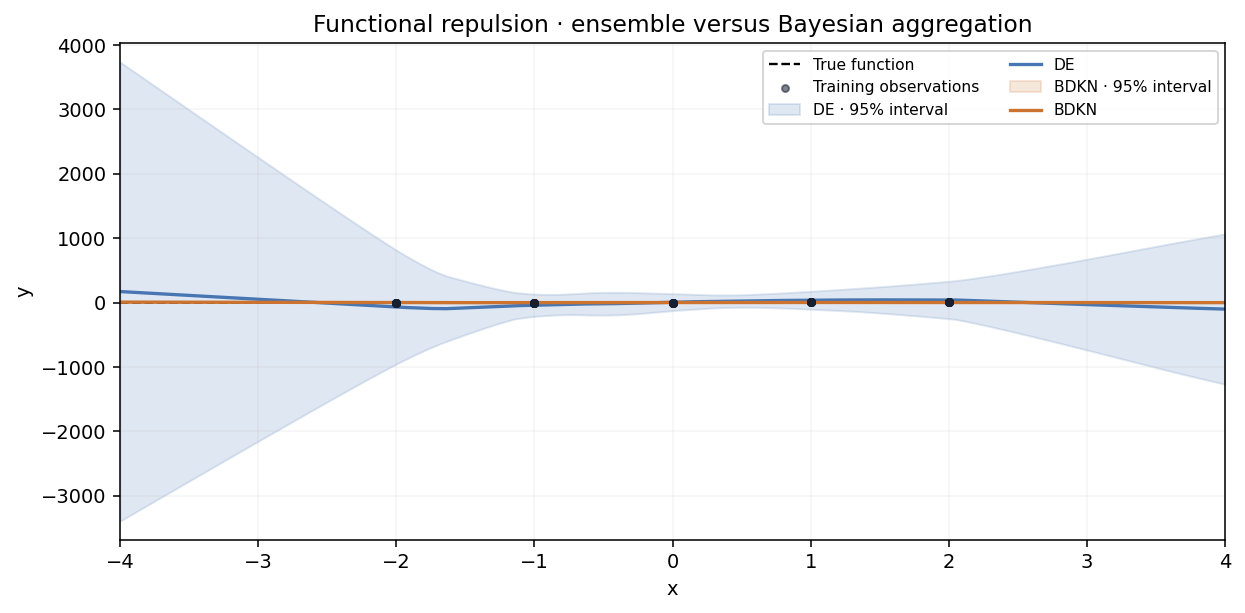 Functional repulsion · ensemble versus Bayesian aggregation
4000
3000
2000
1000
0
−1000
−2000
−3000
y
True function
Training observations
DE · 95% interval
DE
BDKN · 95% interval
BDKN
−4 −3 −2 −1 0 1 2 3 4
x